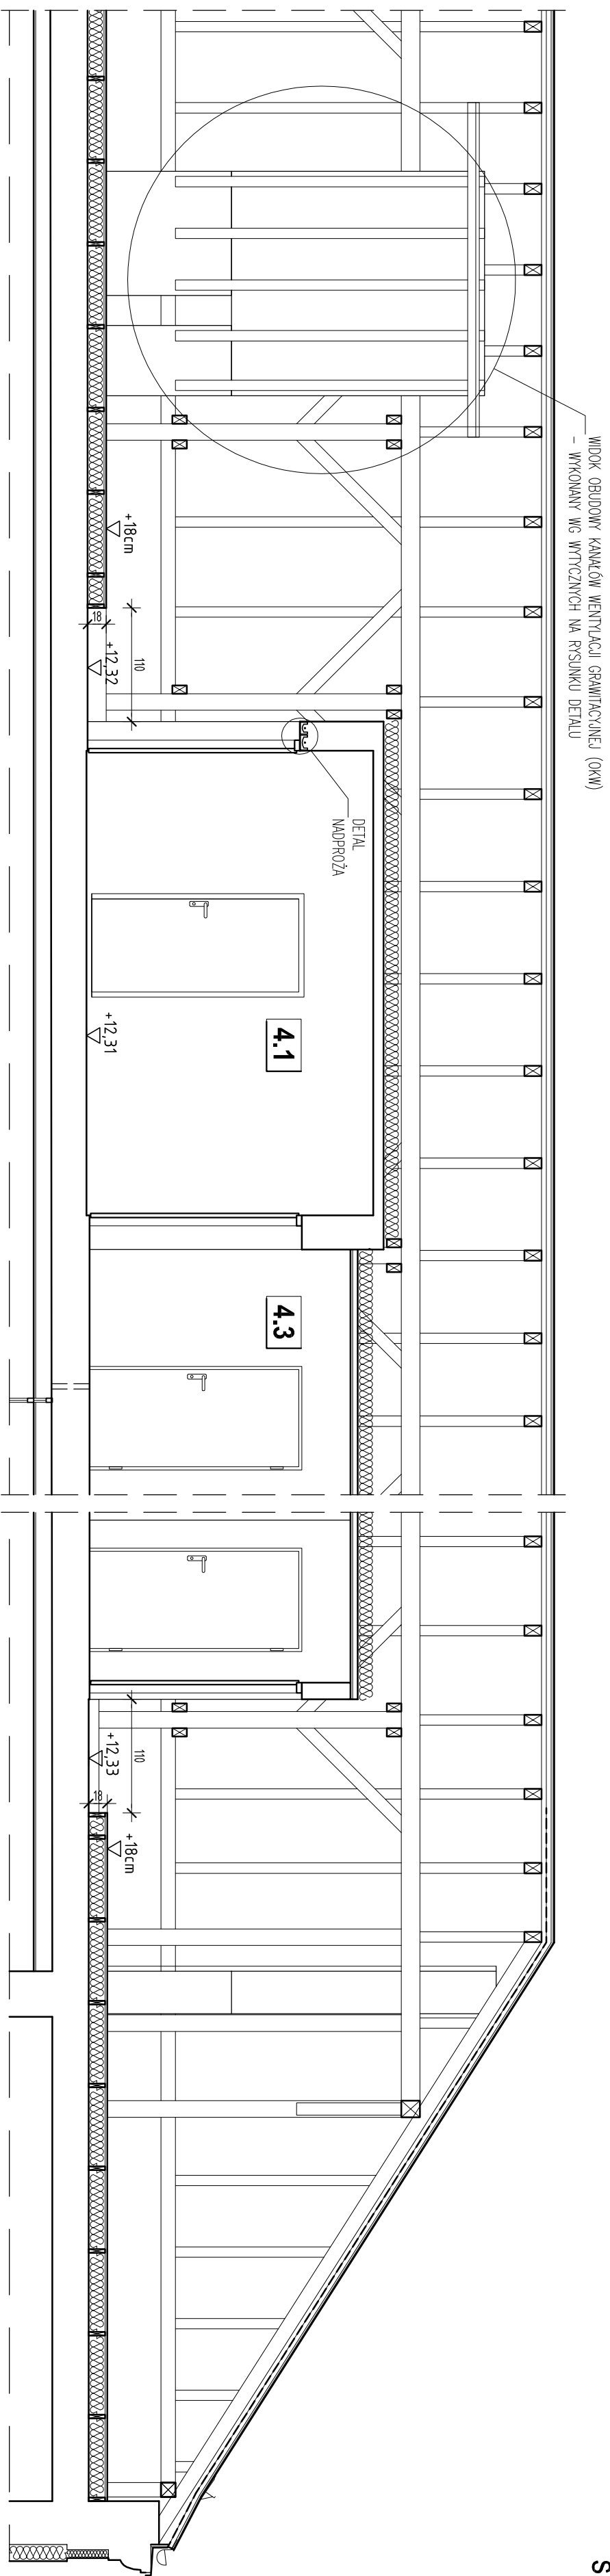 WIDOK OBUDOWY KANAŁÓW WENTYLACJI GRAWITACYJNEJ (OKW)
- WYKONANY WG WYTYCZNYCH NA RYSUNKU DETALU
+18cm
18
+12,32
110
DETAL
NADPROŻA
4.1
+12,31
4.3
110
+12,33
18
+18cm
S